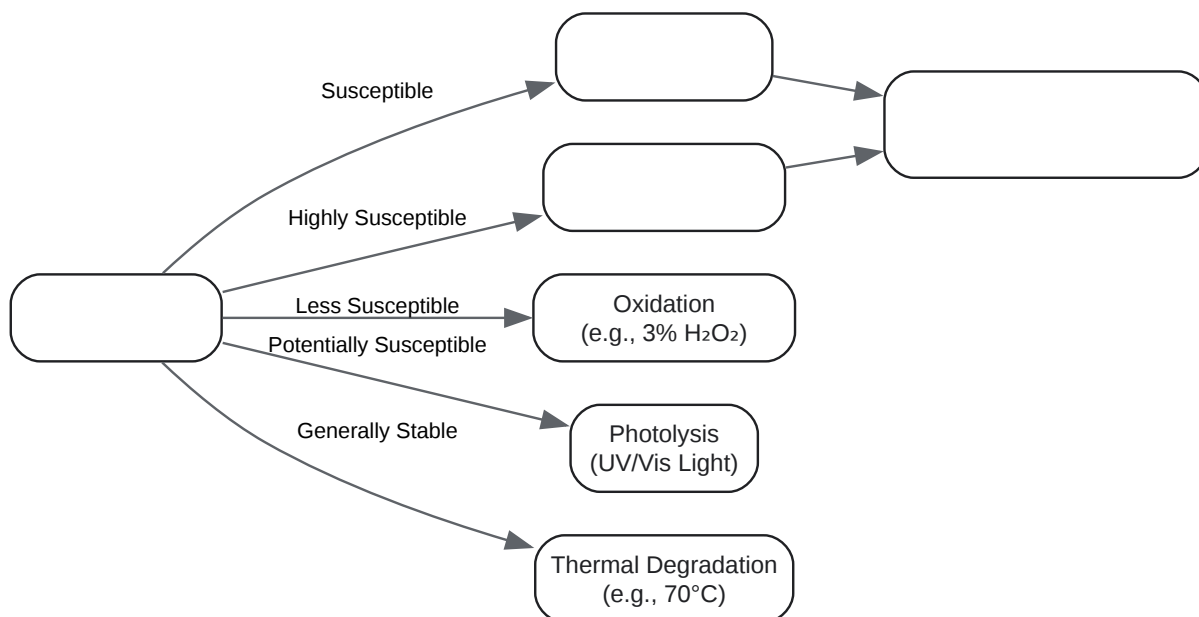 Susceptible
Highly Susceptible
Less Susceptible
Oxidation
(e.g., 3% H₂O₂)
Potentially Susceptible
Photolysis
(UV/Vis Light)
Generally Stable
Thermal Degradation
(e.g., 70°C)